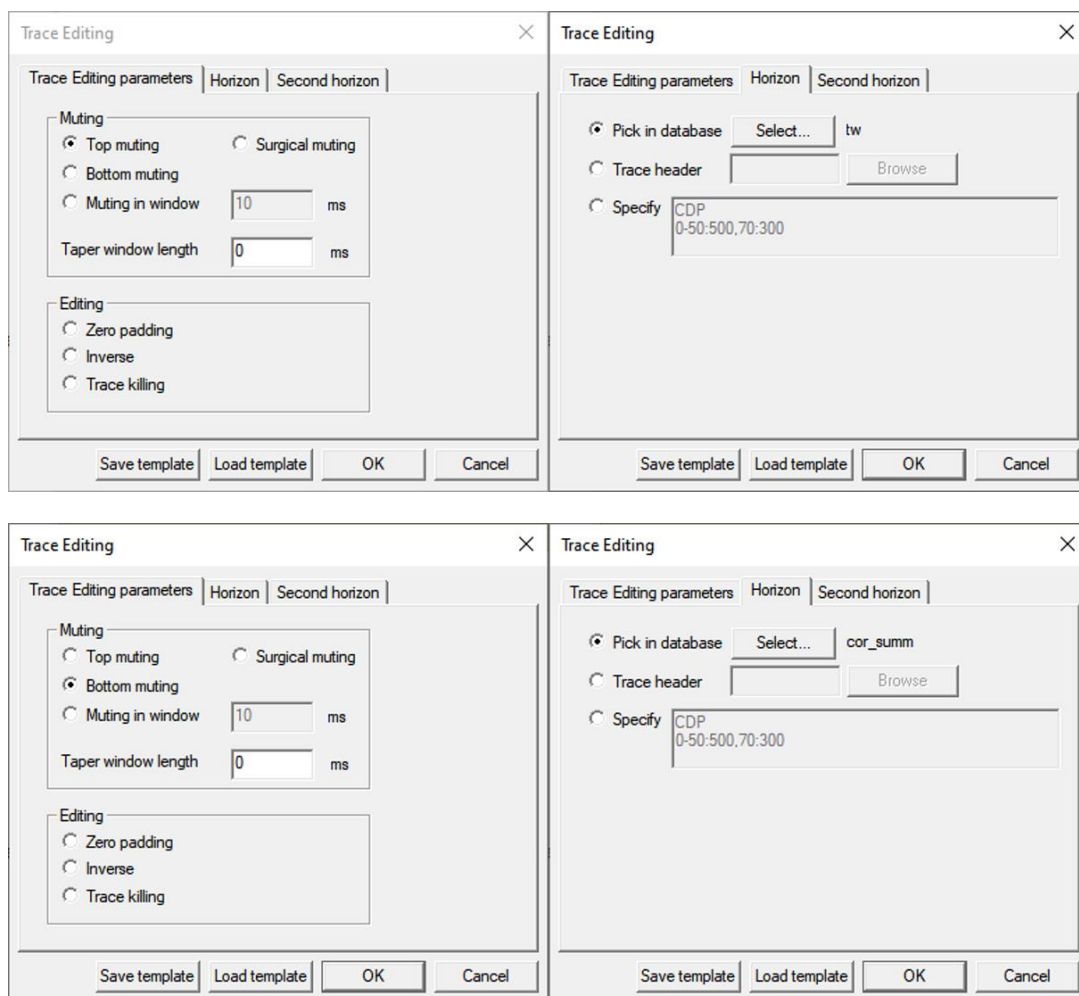 Trace Editing
Trace Editing parameters Horizon Second horizon
Muting
Top muting Surgical muting
Bottom muting
Muting in window 10 ms
Taper window length 0 ms
Editing
Zero padding
Inverse
Trace killing
Save template Load template OK Cancel
Trace Editing
Trace Editing parameters Horizon Second horizon
Pick in database Select... tw
Trace header Browse
Specify CDP
0-50:500,70:300
Save template Load template OK Cancel
Trace Editing
Trace Editing parameters Horizon Second horizon
Muting
Top muting Surgical muting
Bottom muting
Muting in window 10 ms
Taper window length 0 ms
Editing
Zero padding
Inverse
Trace killing
Save template Load template OK Cancel
Trace Editing
Trace Editing parameters Horizon Second horizon
Pick in database Select... cor_summ
Trace header Browse
Specify CDP
0-50:500,70:300
Save template Load template OK Cancel